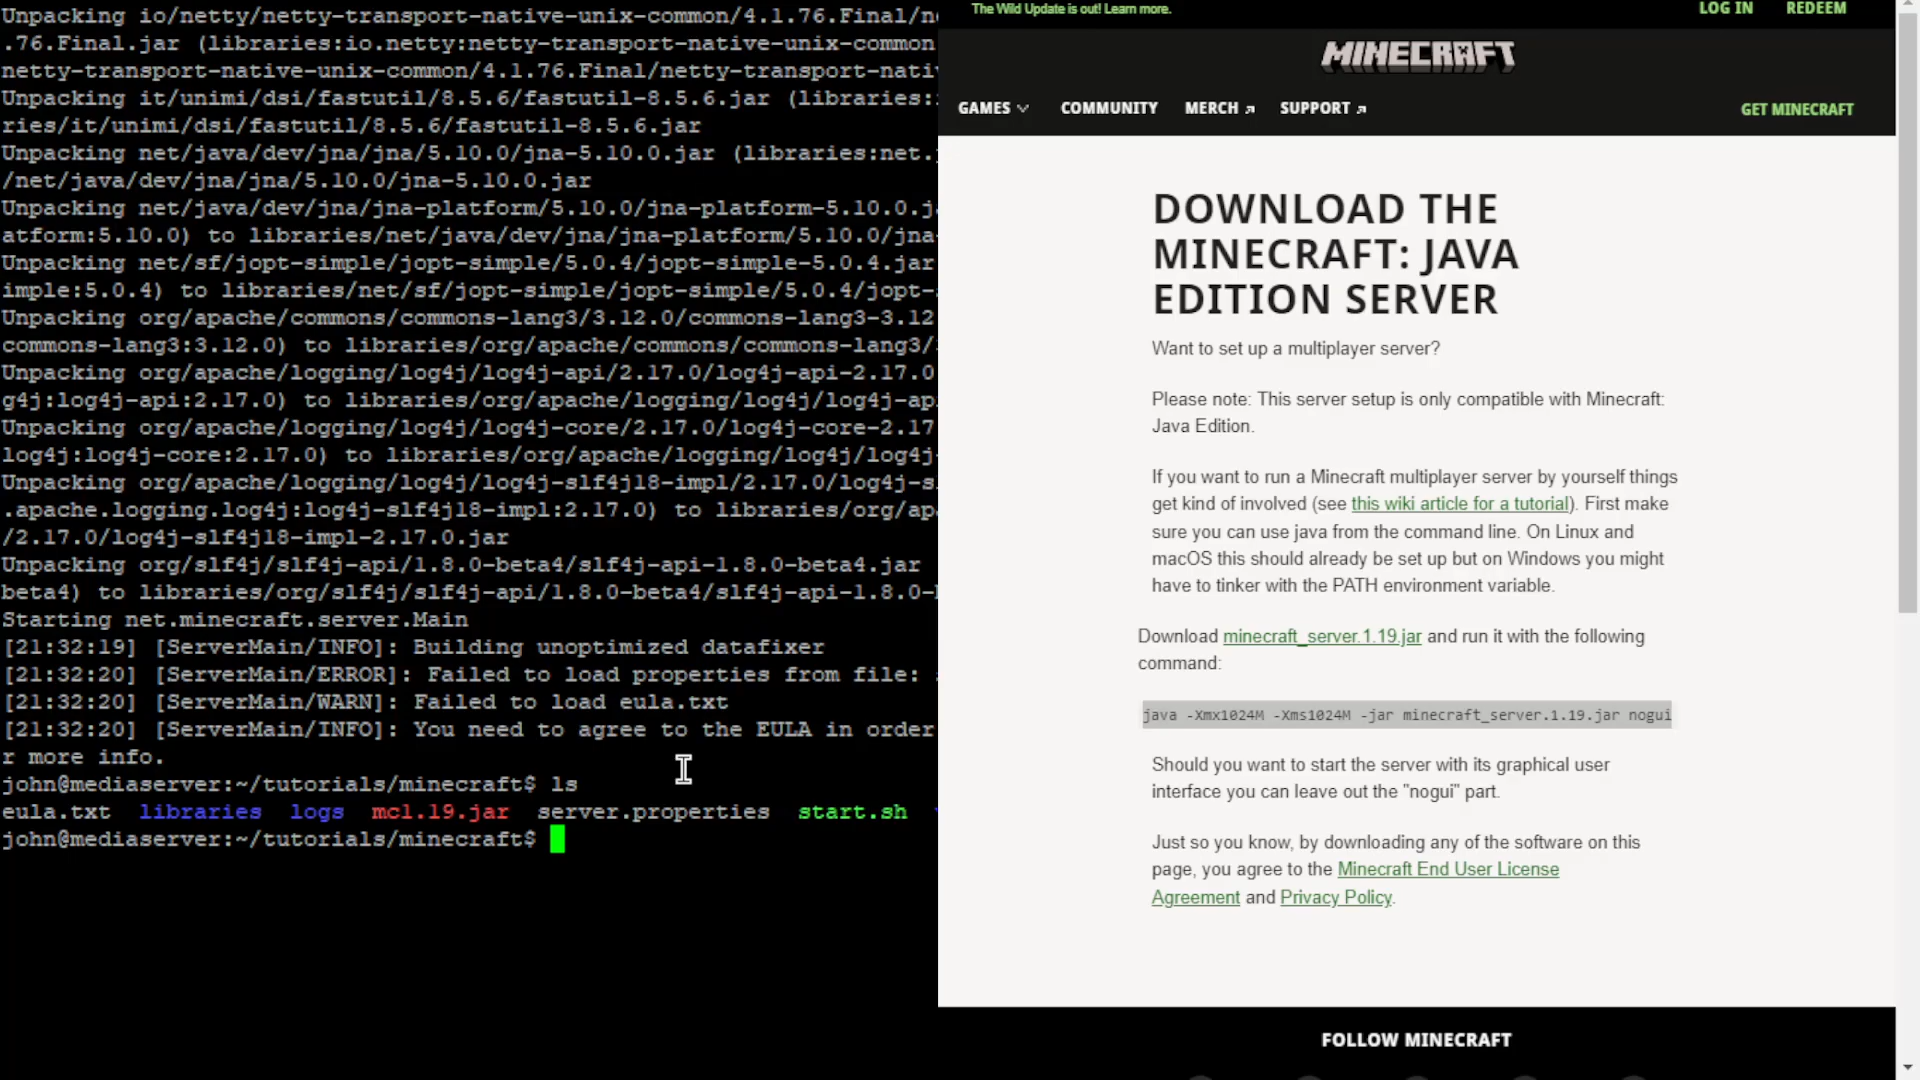 Unpacking io/netty/netty-transport-native-unix-common/4.1.76.Final/n
.76.Final.jar (libraries:io.netty:netty-transport-native-unix-common
netty-transport-native-unix-common/4.1.76.Final/netty-transport-nati
Unpacking it/unimi/dsi/fastutil/8.5.6/fastutil-8.5.6.jar (libraries:
ries/it/unimi/dsi/fastutil/8.5.6/fastutil-8.5.6.jar
Unpacking net/java/dev/jna/jna/5.10.0/jna-5.10.0.jar (libraries:net.
/net/java/dev/jna/jna/5.10.0/jna-5.10.0.jar
Unpacking net/java/dev/jna/jna-platform/5.10.0/jna-platform-5.10.0.j
atform:5.10.0) to libraries/net/java/dev/jna/jna-platform/5.10.0/jna
Unpacking net/sf/jopt-simple/jopt-simple/5.0.4/jopt-simple-5.0.4.jar
imple:5.0.4) to libraries/net/sf/jopt-simple/jopt-simple/5.0.4/jopt-
Unpacking org/apache/commons/commons-lang3/3.12.0/commons-lang3-3.12
commons-lang3:3.12.0) to libraries/org/apache/commons/commons-lang3/
Unpacking org/apache/logging/log4j/log4j-api/2.17.0/log4j-api-2.17.0
g4j:log4j-api:2.17.0) to libraries/org/apache/logging/log4j/log4j-ap
Unpacking org/apache/logging/log4j/log4j-core/2.17.0/log4j-core-2.17
log4j:log4j-core:2.17.0) to libraries/org/apache/logging/log4j/log4j
Unpacking org/apache/logging/log4j/log4j-slf4j18-impl/2.17.0/log4j-s
.apache.logging.log4j:log4j-slf4j18-impl:2.17.0) to libraries/org/ap
/2.17.0/log4j-slf4j18-impl-2.17.0.jar
Unpacking org/slf4j/slf4j-api/1.8.0-beta4/slf4j-api-1.8.0-beta4.jar
beta4) to libraries/org/slf4j/slf4j-api/1.8.0-beta4/slf4j-api-1.8.0-
Starting net.minecraft.server.Main
[21:32:19] [ServerMain/INFO]: Building unoptimized datafixer
[21:32:20] [ServerMain/ERROR]: Failed to load properties from file:
[21:32:20] [ServerMain/WARN]: Failed to load eula.txt
[21:32:20] [ServerMain/INFO]: You need to agree to the EULA in order
r more info.
john@mediaserver:~/tutorials/minecraft$ ls
eula.txt libraries logs mc1.19.jar server.properties start.sh
john@mediaserver:~/tutorials/minecraft$
The Wild Update is out! Learn more.
LOG IN REDEEM
MINECRAFT
GAMES COMMUNITY MERCH SUPPORT GET MINECRAFT
DOWNLOAD THE
MINECRAFT: JAVA
EDITION SERVER
Want to set up a multiplayer server?
Please note: This server setup is only compatible with Minecraft:
Java Edition.
If you want to run a Minecraft multiplayer server by yourself things
get kind of involved (see this wiki article for a tutorial). First make
sure you can use java from the command line. On Linux and
macOS this should already be set up but on Windows you might
have to tinker with the PATH environment variable.
Download minecraft_server.1.19.jar and run it with the following
command:
java -Xmx1024M -Xms1024M -jar minecraft_server.1.19.jar nogui
Should you want to start the server with its graphical user
interface you can leave out the "nogui" part.
Just so you know, by downloading any of the software on this
page, you agree to the Minecraft End User License
Agreement and Privacy Policy.
FOLLOW MINECRAFT